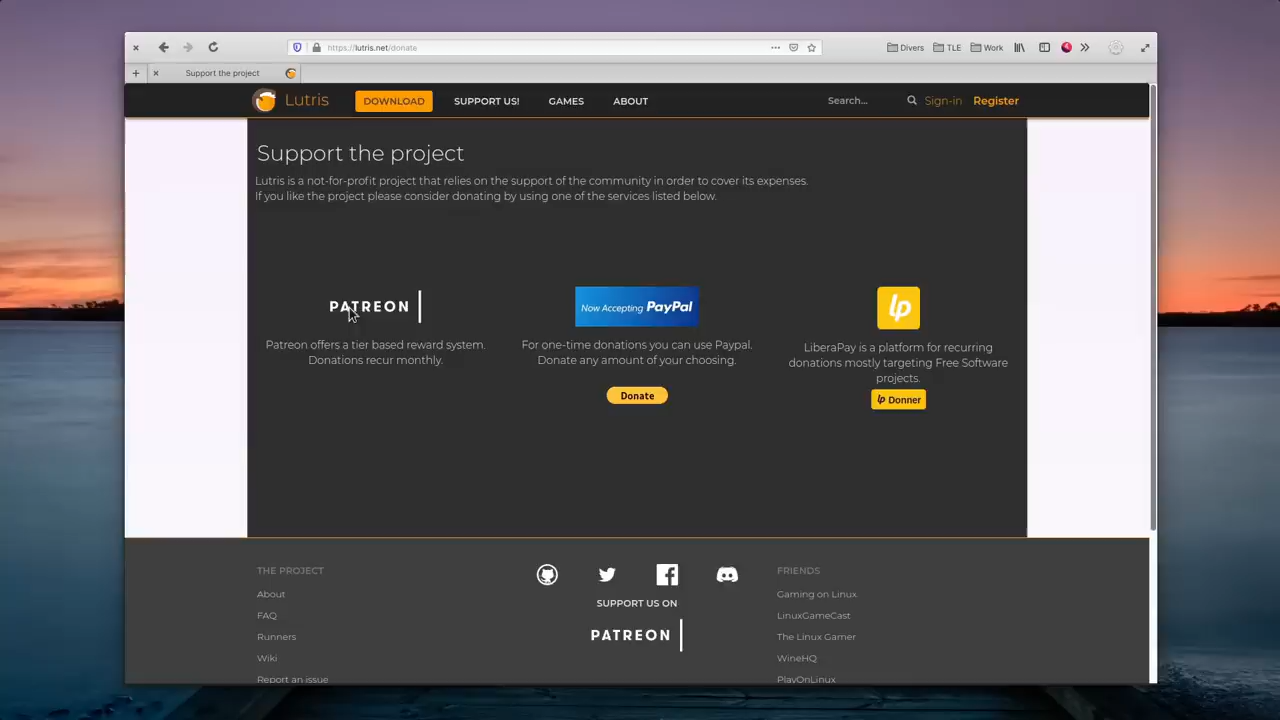 https://lutris.net/donate
Divers
TLE
Work
Support the project
Lutris
DOWNLOAD
SUPPORT US!
GAMES
ABOUT
Search...
Sign-in
Register
Support the project
Lutris is a not-for-profit project that relies on the support of the community in order to cover its expenses.
If you like the project please consider donating by using one of the services listed below.
PATREON
Patreon offers a tier based reward system.
Donations recur monthly.
Now Accepting PayPal
For one-time donations you can use Paypal.
Donate any amount of your choosing.
Donate
lp
LiberaPay is a platform for recurring
donations mostly targeting Free Software
projects.
lp Donner
THE PROJECT
About
FAQ
Runners
Wiki
Report an issue
SUPPORT US ON
PATREON
FRIENDS
Gaming on Linux
LinuxGameCast
The Linux Gamer
WineHQ
PlayOnLinux